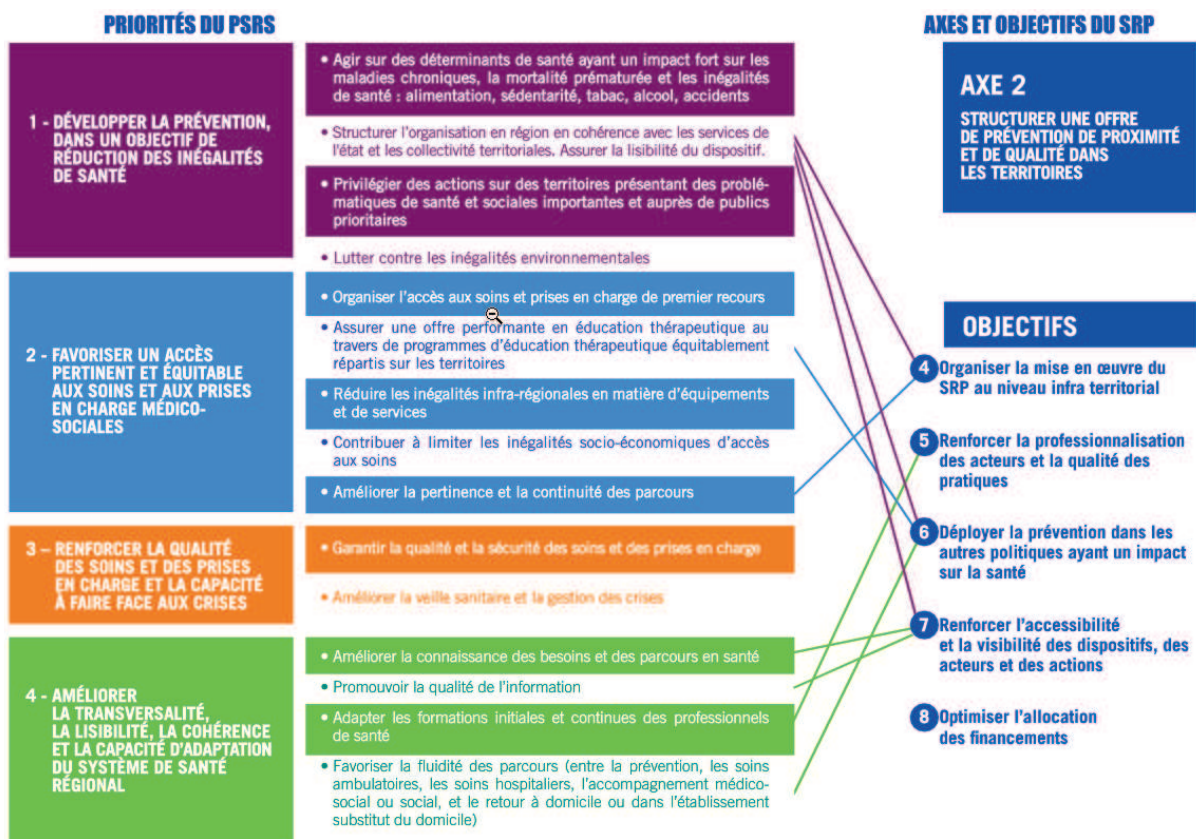 PRIORITÉS DU PSRS
1 - DÉVELOPPER LA PRÉVENTION,
DANS UN OBJECTIF DE
RÉDUCTION DES INÉGALITÉS
DE SANTÉ
• Agir sur des déterminants de santé ayant un impact fort sur les
maladies chroniques, la mortalité prématurée et les inégalités
de santé : alimentation, sédentarité, tabac, alcool, accidents
• Structurer l'organisation en région en cohérence avec les services de
l'état et les collectivité territoriales. Assurer la lisibilité du dispositif.
• Privilégier des actions sur des territoires présentant des problé-
matiques de santé et sociales importantes et auprès de publics
prioritaires
• Lutter contre les inégalités environnementales
2 - FAVORISER UN ACCÈS
PERTINENT ET ÉQUITABLE
AUX SOINS ET AUX PRISES
EN CHARGE MÉDICO-
SOCIALES
• Organiser l'accès aux soins et prises en charge de premier recours
• Assurer une offre performante en éducation thérapeutique au
travers de programmes d'éducation thérapeutique équitablement
répartis sur les territoires
• Réduire les inégalités infra-régionales en matière d'équipements
et de services
• Contribuer à limiter les inégalités socio-économiques d'accès
aux soins
• Améliorer la pertinence et la continuité des parcours
3 – RENFORCER LA QUALITÉ
DES SOINS ET DES PRISES
EN CHARGE ET LA CAPACITÉ
À FAIRE FACE AUX CRISES
• Garantir la qualité et la sécurité des soins et des prises en charge
• Améliorer la veille sanitaire et la gestion des crises
4 - AMÉLIORER
LA TRANSVERSALITÉ,
LA LISIBILITÉ, LA COHÉRENCE
ET LA CAPACITÉ D'ADAPTATION
DU SYSTÈME DE SANTÉ
RÉGIONAL
• Améliorer la connaissance des besoins et des parcours en santé
• Promouvoir la qualité de l'information
• Adapter les formations initiales et continues des professionnels
de santé
• Favoriser la fluidité des parcours (entre la prévention, les soins
ambulatoires, les soins hospitaliers, l'accompagnement médico-
social ou social, et le retour à domicile ou dans l'établissement
substitut du domicile)
AXES ET OBJECTIFS DU SRP
AXE 2
STRUCTURER UNE OFFRE
DE PRÉVENTION DE PROXIMITÉ
ET DE QUALITÉ DANS
LES TERRITOIRES
OBJECTIFS
4 Organiser la mise en œuvre du
SRP au niveau infra territorial
5 Renforcer la professionnalisation
des acteurs et la qualité des
pratiques
6 Déployer la prévention dans les
autres politiques ayant un impact
sur la santé
7 Renforcer l'accessibilité
et la visibilité des dispositifs, des
acteurs et des actions
8 Optimiser l'allocation
des financements